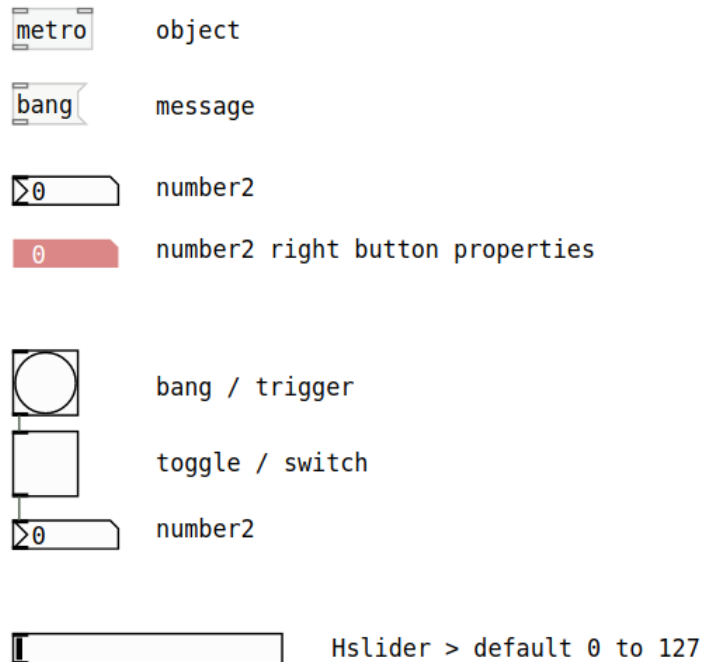 metro object
bang message
0 number2
0 number2 right button properties
bang / trigger
toggle / switch
0 number2
Hslider > default 0 to 127